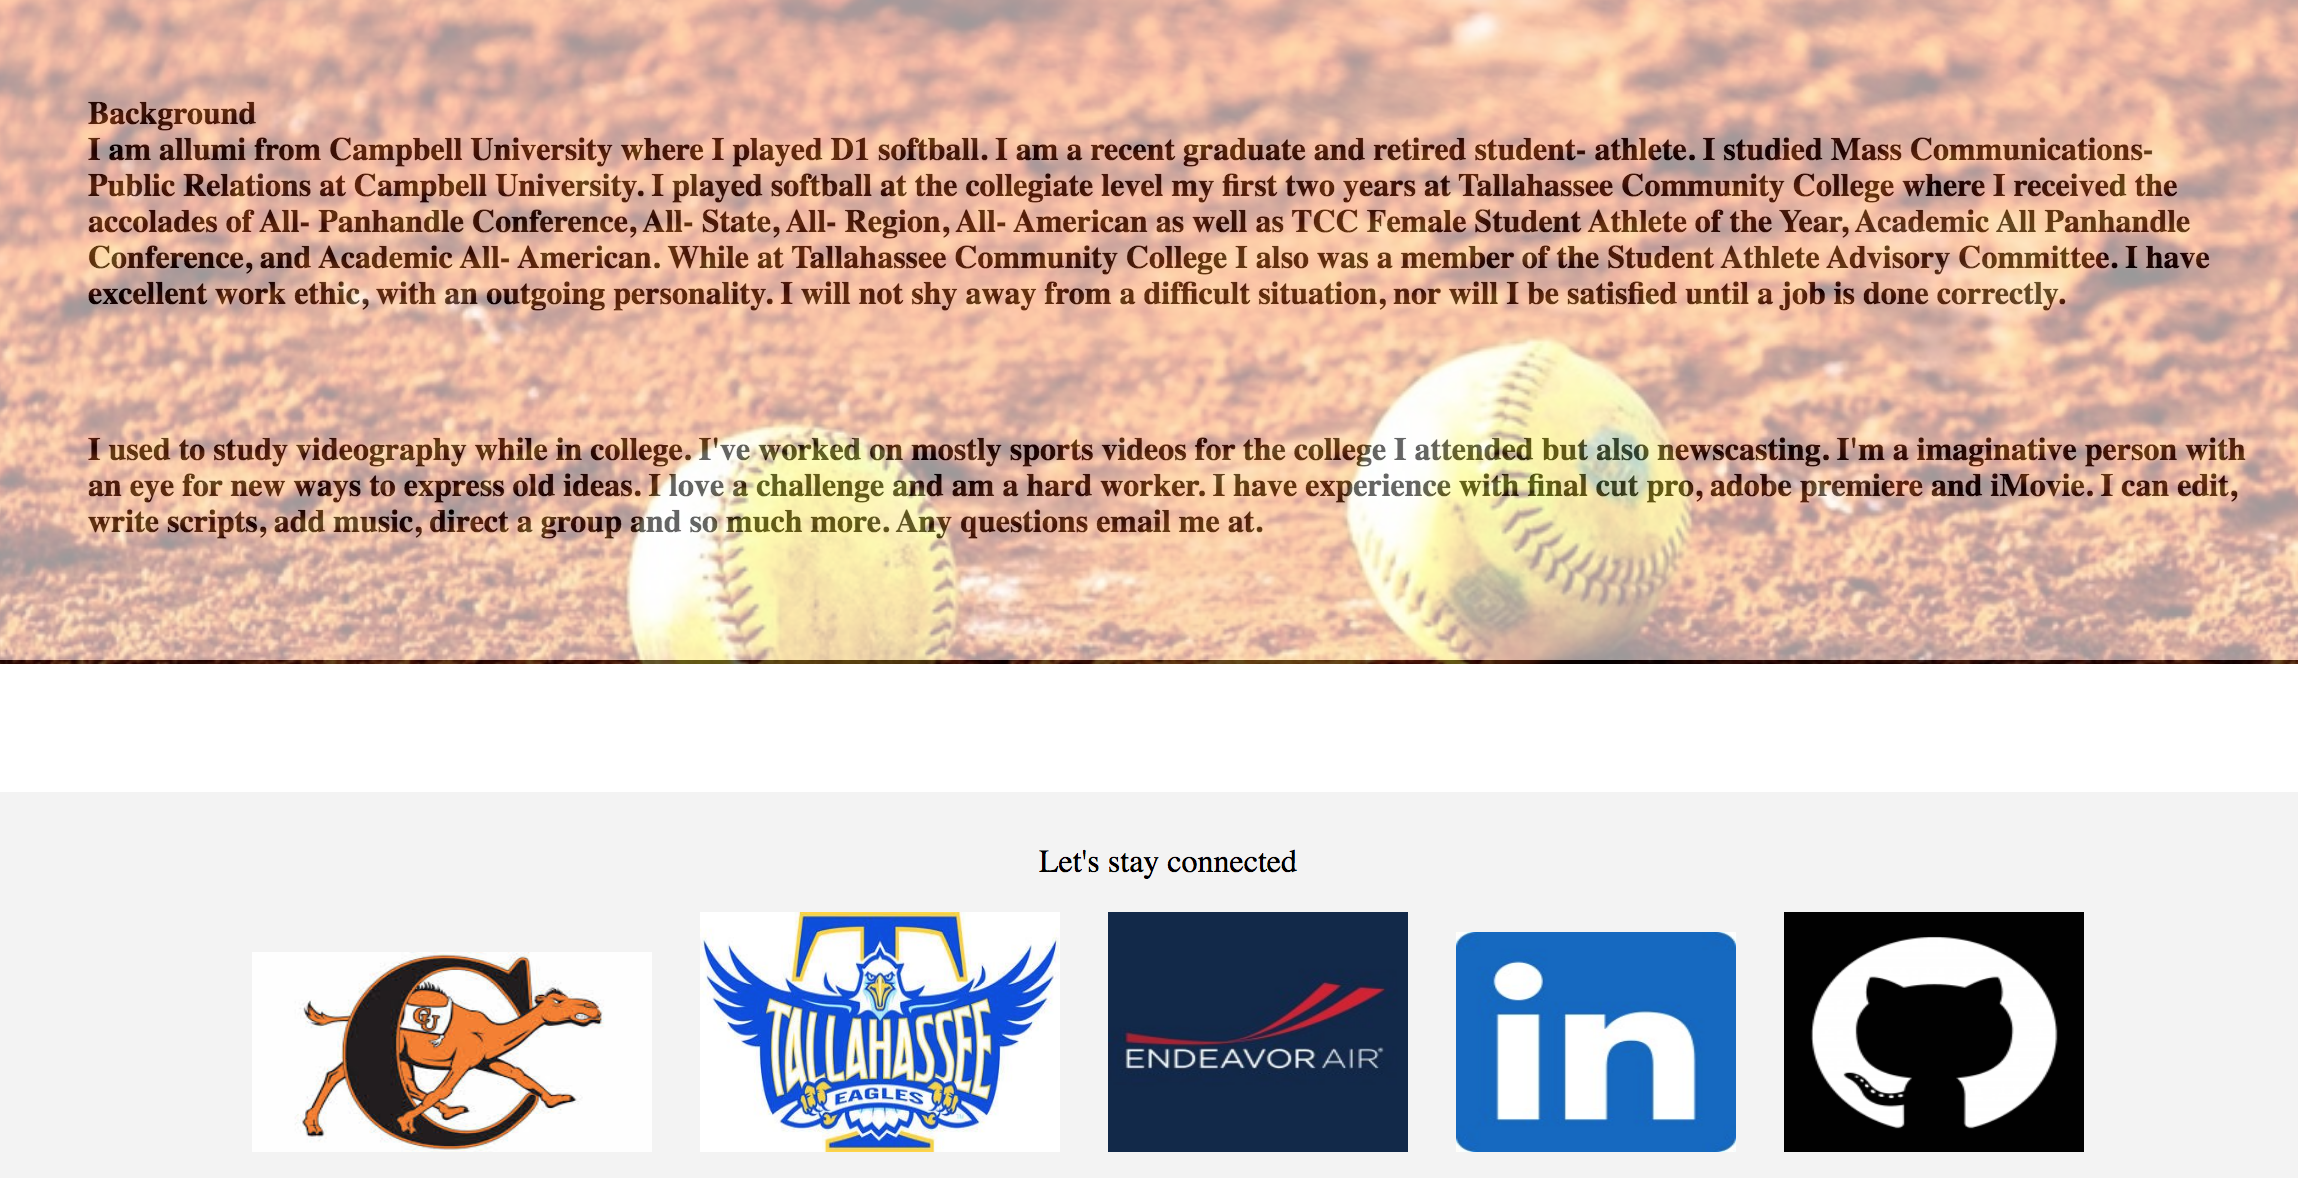 Background
I am allumi from Campbell University where I played D1 softball. I am a recent graduate and retired student- athlete. I studied Mass Communications-
Public Relations at Campbell University. I played softball at the collegiate level my first two years at Tallahassee Community College where I received the
accolades of All- Panhandle Conference, All- State, All- Region, All- American as well as TCC Female Student Athlete of the Year, Academic All Panhandle
Conference, and Academic All- American. While at Tallahassee Community College I also was a member of the Student Athlete Advisory Committee. I have
excellent work ethic, with an outgoing personality. I will not shy away from a difficult situation, nor will I be satisfied until a job is done correctly.
I used to study videography while in college. I've worked on mostly sports videos for the college I attended but also newscasting. I'm a imaginative person with
an eye for new ways to express old ideas. I love a challenge and am a hard worker. I have experience with final cut pro, adobe premiere and iMovie. I can edit,
write scripts, add music, direct a group and so much more. Any questions email me at.
Let's stay connected
C
CU
T
TALLAHASSEE
EAGLES
ENDEAVOR AIR
in